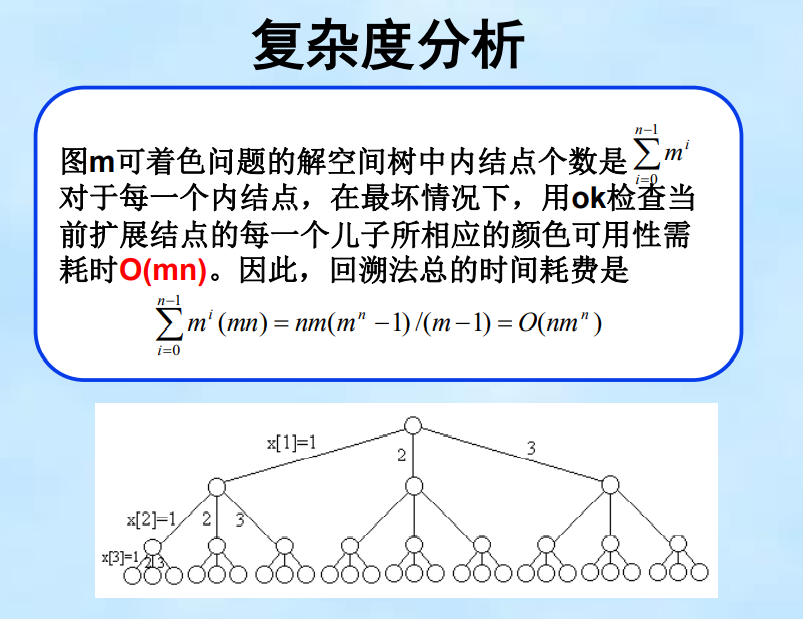 复杂度分析
图m可着色问题的解空间树中内结点个数是 \sum_{i=0}^{n-1} m^i
对于每一个内结点，在最坏情况下，用ok检查当
前扩展结点的每一个儿子所相应的颜色可用性需
耗时O(mn)。因此，回溯法总的时间耗费是
\sum_{i=0}^{n-1} m^i (mn) = nm(m^n − 1) /(m − 1) = O(nm^n)
x[1]=1 2 3
x[2]=1 2 3
x[3]=1 2 3